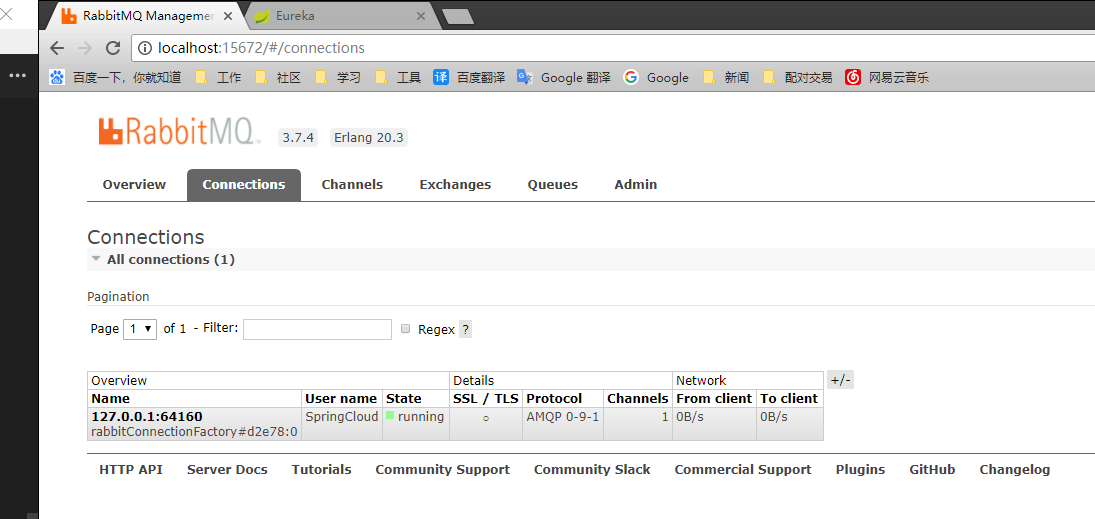 RabbitMQ Managemen
Eureka
localhost:15672/#/connections
百度一下,你就知道 工作 社区 学习 工具 译 百度翻译 Google 翻译 Google 新闻 配对交易 网易云音乐
RabbitMQ 3.7.4 Erlang 20.3
Overview Connections Channels Exchanges Queues Admin
Connections
All connections (1)
Pagination
Page 1 of 1 - Filter: Regex ?
Overview Details Network +/-
Name User name State SSL / TLS Protocol Channels From client To client
127.0.0.1:64160 SpringCloud running ○ AMQP 0-9-1 1 0B/s 0B/s
rabbitConnectionFactory#d2e78:0
HTTP API Server Docs Tutorials Community Support Community Slack Commercial Support Plugins GitHub Changelog